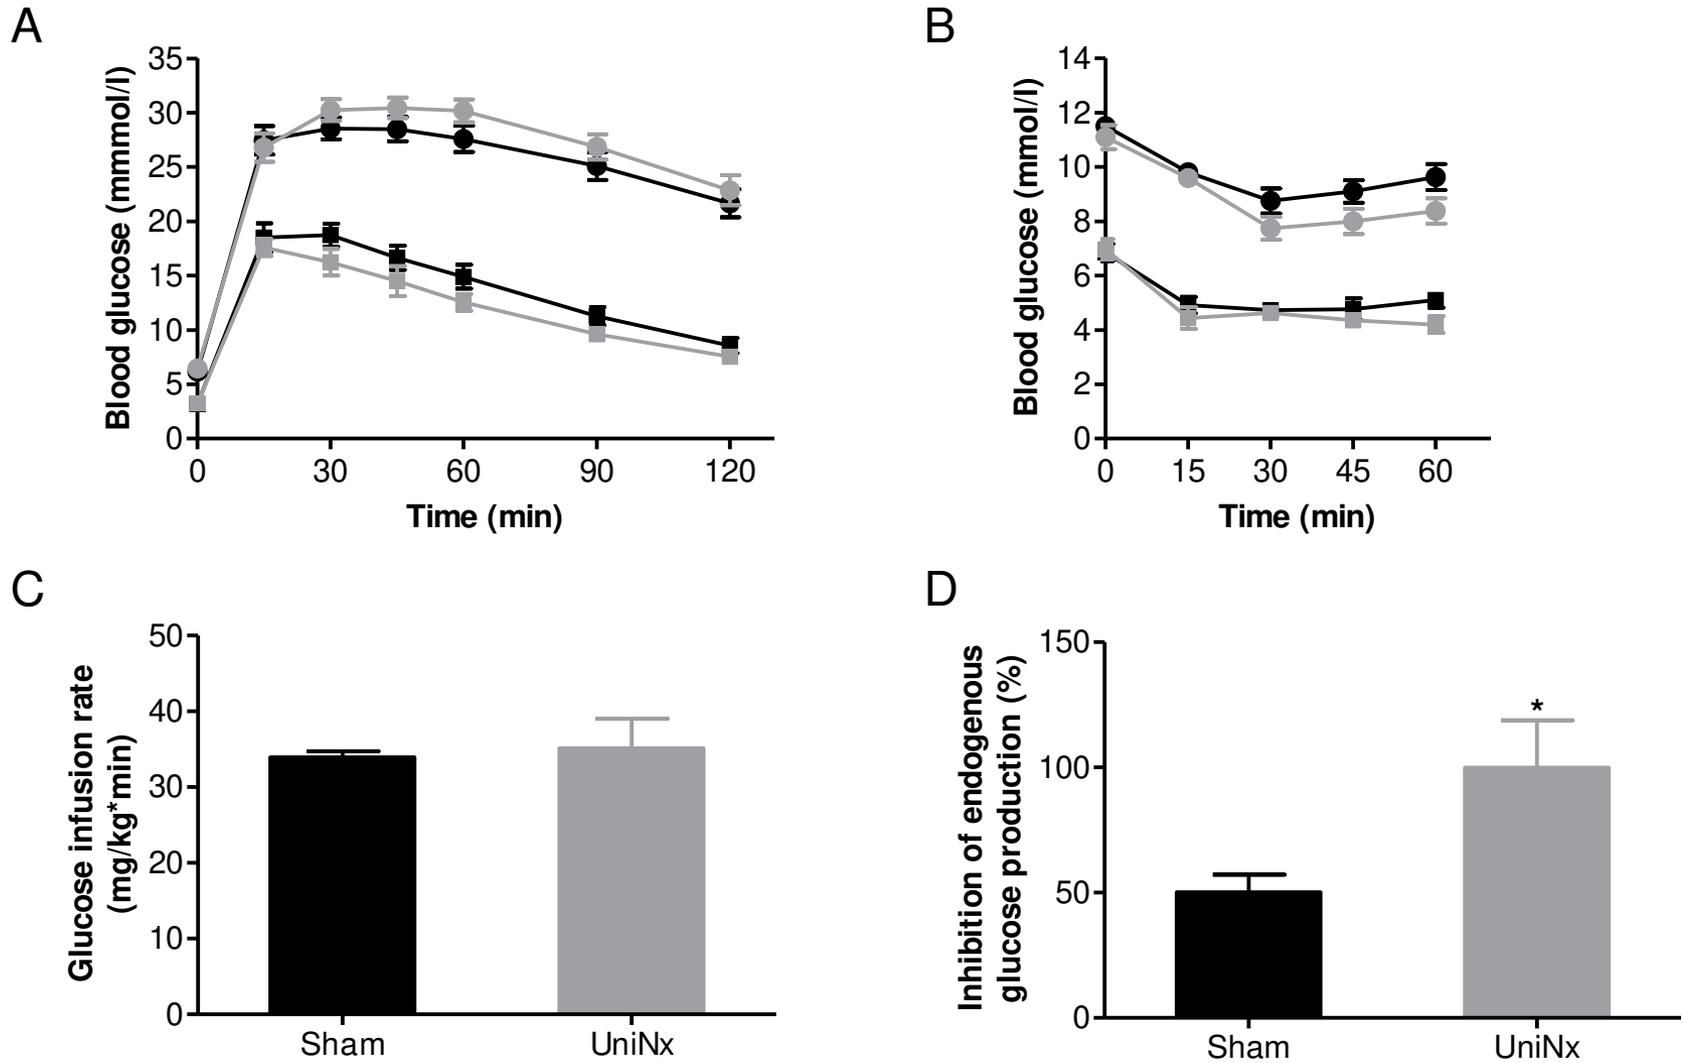 A
Blood glucose (mmmol/l)
35
30
25
20
15
10
5
0
0 30 60 90 120
Time (min)
B
Blood glucose (mmol/l)
14
12
10
8
6
4
2
0
0 15 30 45 60
Time (min)
C
Glucose infusion rate
(mg/kg*min)
50
40
30
20
10
0
Sham UniNx
D
Inhibition of endogenous
glucose production (%)
150
100
50
0
*
Sham UniNx